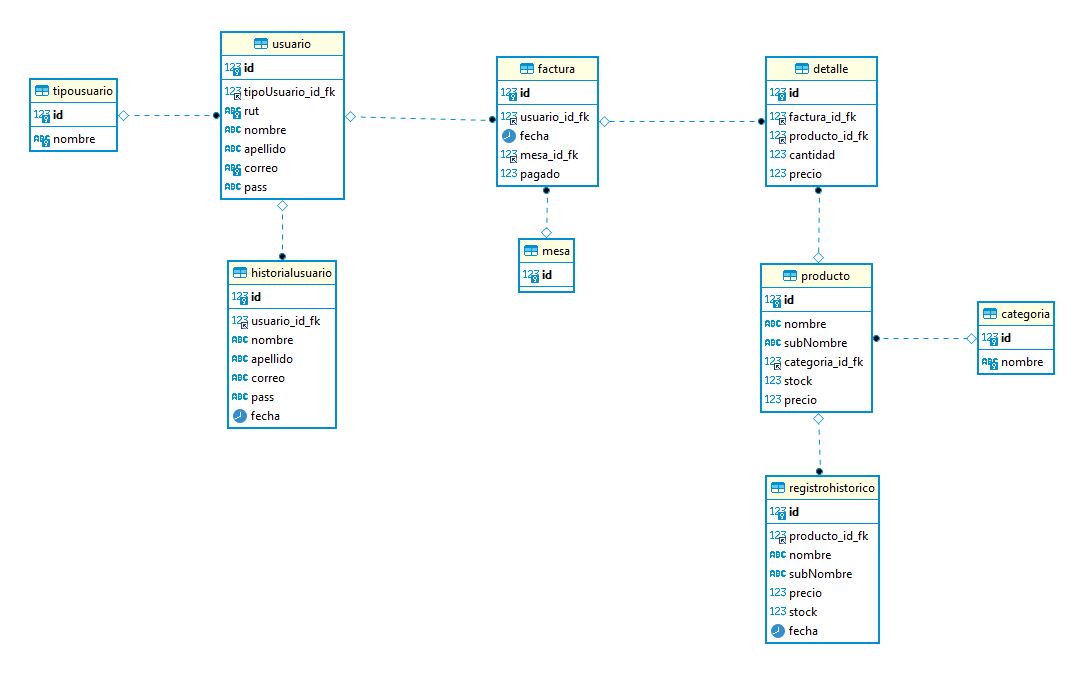 tipousuario
123 id
ABC nombre
usuario
123 id
123 tipoUsuario_id_fk
ABC rut
ABC nombre
ABC apellido
ABC correo
ABC pass
historialusuario
123 id
123 usuario_id_fk
ABC nombre
ABC apellido
ABC correo
ABC pass
fecha
factura
123 id
123 usuario_id_fk
fecha
123 mesa_id_fk
123 pagado
mesa
123 id
detalle
123 id
123 factura_id_fk
123 producto_id_fk
123 cantidad
123 precio
producto
123 id
ABC nombre
ABC subNombre
123 categoria_id_fk
123 stock
123 precio
categoria
123 id
ABC nombre
registrohistorico
123 id
123 producto_id_fk
ABC nombre
ABC subNombre
123 precio
123 stock
fecha